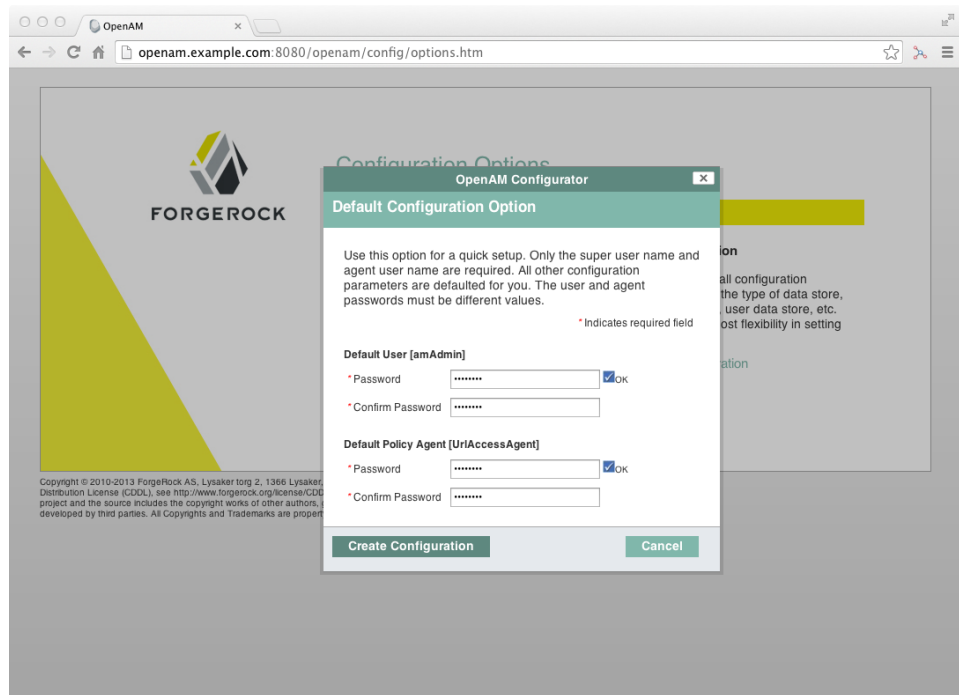 OpenAM
openam.example.com:8080/openam/config/options.htm
FORGEROCK
Configuration Options
OpenAM Configurator
Default Configuration Option
Use this option for a quick setup. Only the super user name and
agent user name are required. All other configuration
parameters are defaulted for you. The user and agent
passwords must be different values.
* Indicates required field
Default User [amAdmin]
* Password •••••••• OK
* Confirm Password ••••••••
Default Policy Agent [UrlAccessAgent]
* Password •••••••• OK
* Confirm Password ••••••••
Create Configuration Cancel
ion
all configuration
the type of data store,
user data store, etc.
ost flexibility in setting
ration
Copyright © 2010-2013 ForgeRock AS, Lysaker torg 2, 1366 Lysaker,
Distribution License (CDDL), see http://www.forgerock.org/license/CDD
project and the source includes the copyright works of other authors,
developed by third parties. All Copyrights and Trademarks are propert